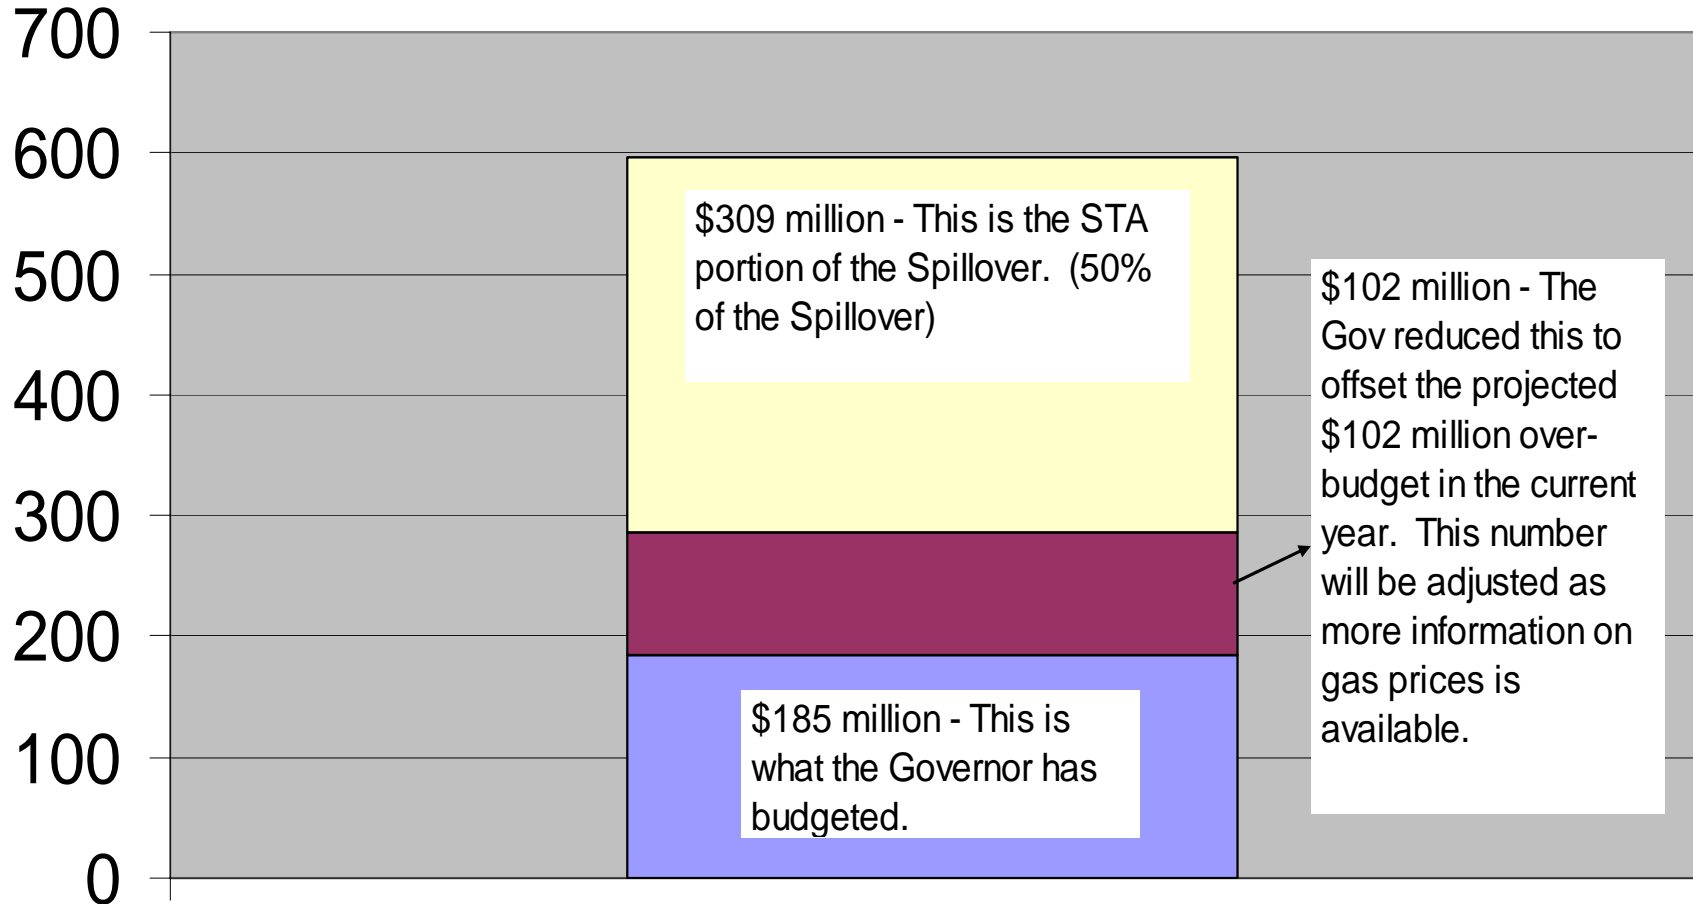 700
600
500
400
300
200
100
0
$309 million - This is the STA
portion of the Spillover. (50%
of the Spillover)
$102 million - The
Gov reduced this to
offset the projected
$102 million over-
budget in the current
year. This number
will be adjusted as
more information on
gas prices is
available.
$185 million - This is
what the Governor has
budgeted.